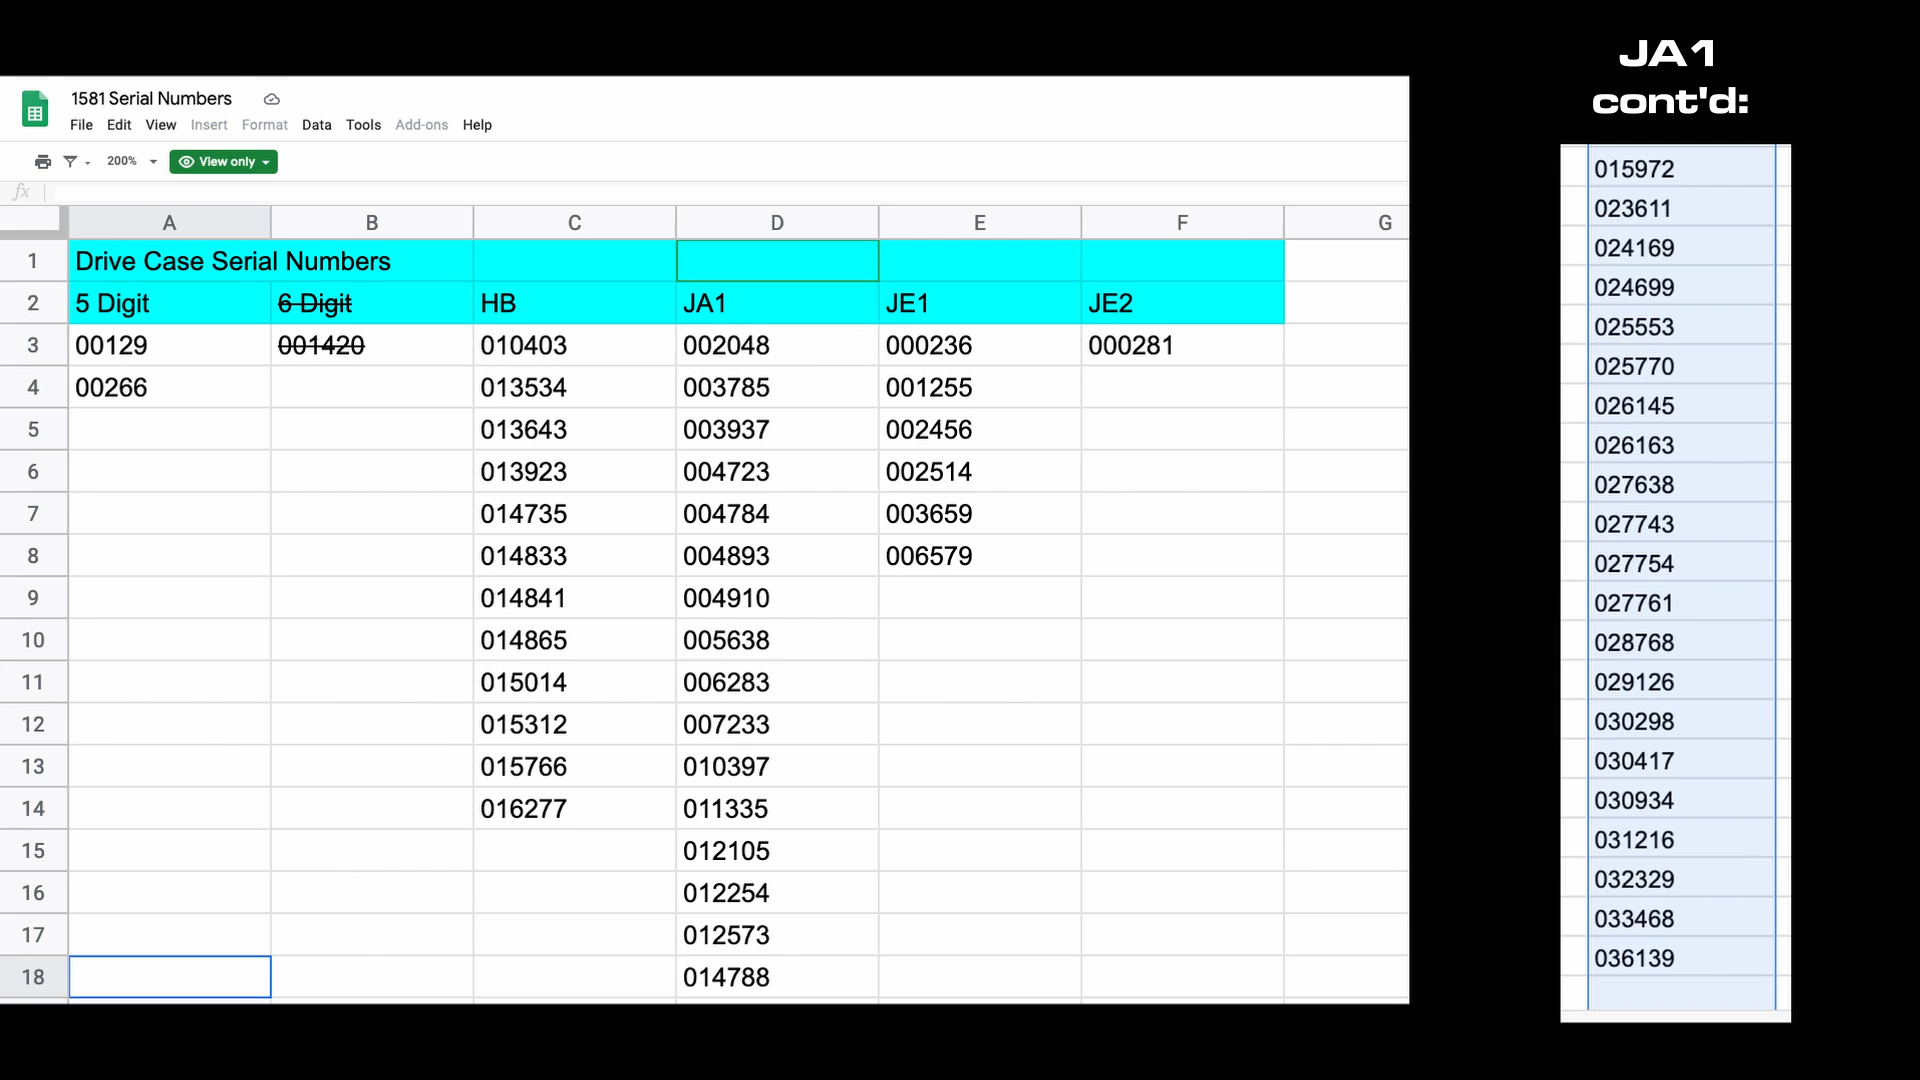 JA1
cont'd:
1581 Serial Numbers
File Edit View Insert Format Data Tools Add-ons Help
200% View only
fx
A B C D E F G
1 Drive Case Serial Numbers
2 5 Digit 6 Digit HB JA1 JE1 JE2
3 00129 001420 010403 002048 000236 000281
4 00266 013534 003785 001255
5 013643 003937 002456
6 013923 004723 002514
7 014735 004784 003659
8 014833 004893 006579
9 014841 004910
10 014865 005638
11 015014 006283
12 015312 007233
13 015766 010397
14 016277 011335
15 012105
16 012254
17 012573
18 014788
015972
023611
024169
024699
025553
025770
026145
026163
027638
027743
027754
027761
028768
029126
030298
030417
030934
031216
032329
033468
036139